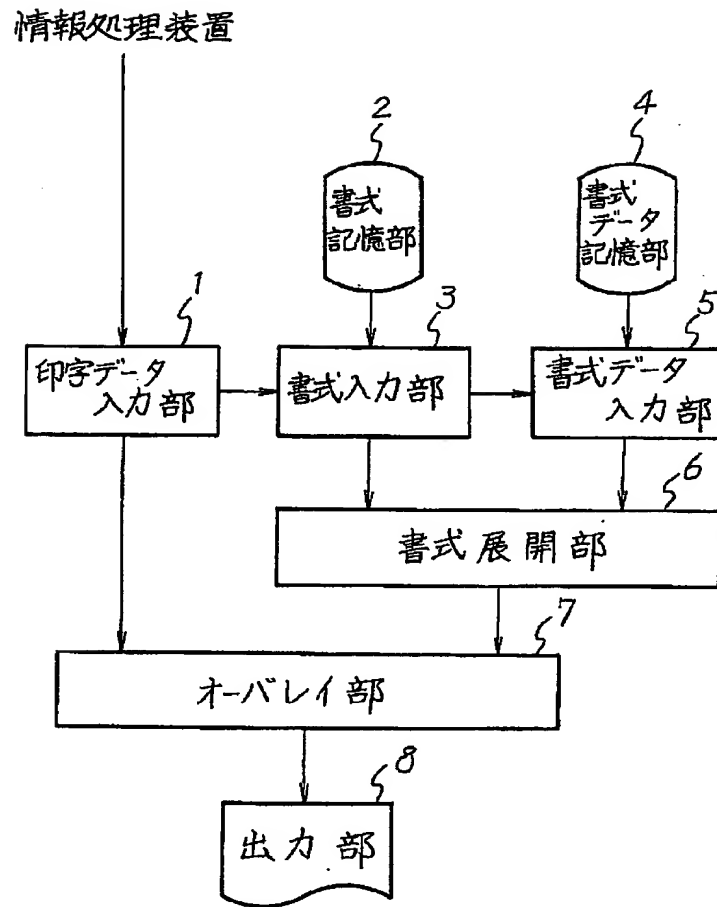 情報処理装置
2
4
書式
記憶部
書式
データ
記憶部
1
3
5
印字データ
入力部
書式入力部
書式データ
入力部
6
書式展開部
7
オーバレイ部
8
出力部